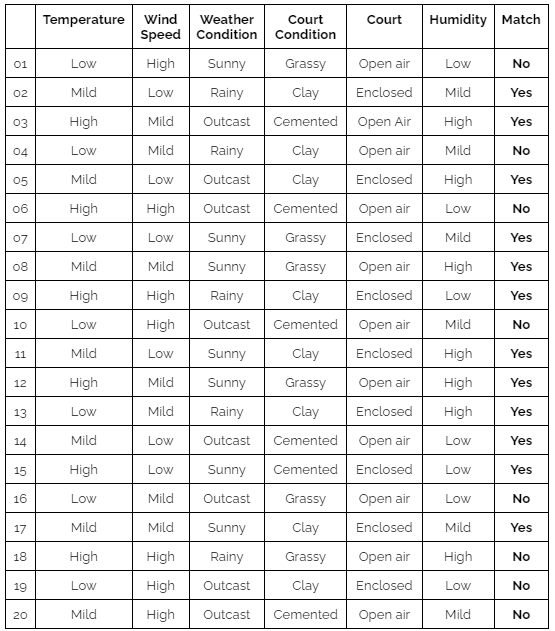 Temperature Wind Speed Weather Condition Court Condition Court Humidity Match
01 Low High Sunny Grassy Open air Low No
02 Mild Low Rainy Clay Enclosed Mild Yes
03 High Mild Outcast Cemented Open Air High Yes
04 Low Mild Rainy Clay Open air Mild No
05 Mild Low Outcast Clay Enclosed High Yes
06 High High Outcast Cemented Open air Low No
07 Low Low Sunny Grassy Enclosed Mild Yes
08 Mild Mild Sunny Grassy Open air High Yes
09 High High Rainy Clay Enclosed Low Yes
10 Low High Outcast Cemented Open air Mild No
11 Mild Low Sunny Clay Enclosed High Yes
12 High Mild Sunny Grassy Open air High Yes
13 Low Mild Rainy Clay Enclosed High Yes
14 Mild Low Outcast Cemented Open air Low Yes
15 High Low Sunny Cemented Enclosed Low Yes
16 Low Mild Outcast Grassy Open air Low No
17 Mild Mild Sunny Clay Enclosed Mild Yes
18 High High Rainy Grassy Open air High No
19 Low High Outcast Clay Enclosed Low No
20 Mild High Outcast Cemented Open air Mild No